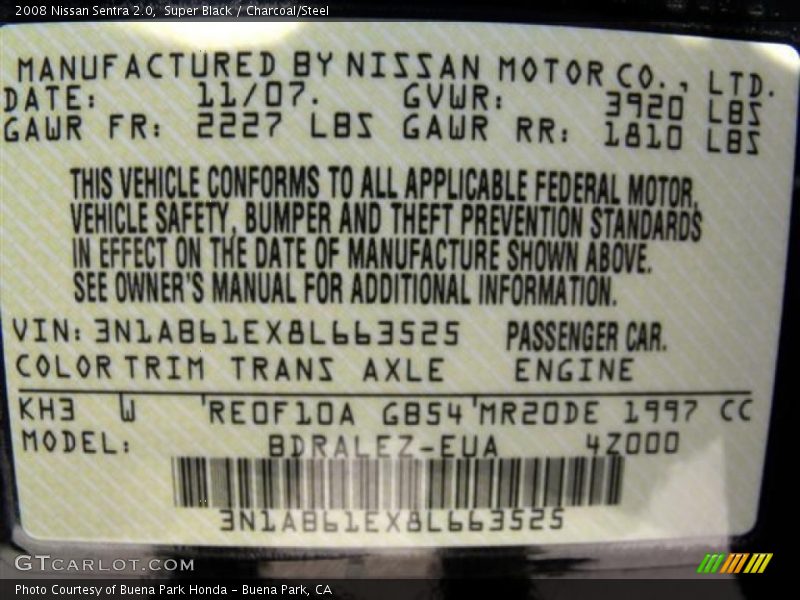 2008 Nissan Sentra 2.0,  Super Black / Charcoal/Steel
MANUFACTURED BY NISSAN MOTOR CO., LTD.
DATE: 11/07. GVWR: 3920 LBS
GAWR FR: 2227 LBS GAWR RR: 1810 LBS
THIS VEHICLE CONFORMS TO ALL APPLICABLE FEDERAL MOTOR,
VEHICLE SAFETY, BUMPER AND THEFT PREVENTION STANDARDS
IN EFFECT ON THE DATE OF MANUFACTURE SHOWN ABOVE.
SEE OWNER'S MANUAL FOR ADDITIONAL INFORMATION.
VIN: 3N1AB61EX8L663525 PASSENGER CAR.
COLOR TRIM TRANS AXLE ENGINE
KH3 W 'RE0F10A GB54 'MR20DE 1997 CC
MODEL: BDRALEZ-EUA 4Z000
3N1AB61EX8L663525
GTCARLOT.COM
Photo Courtesy of Buena Park Honda - Buena Park, CA